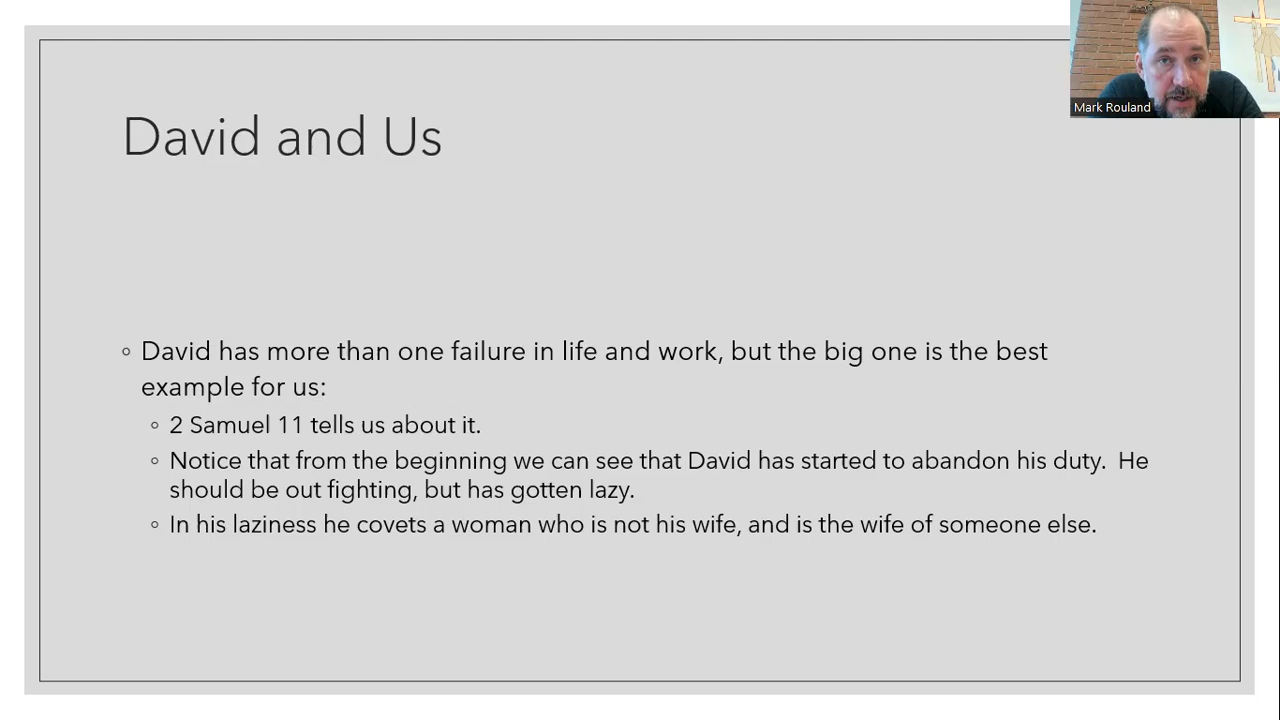 Mark Rouland
David and Us
◦ David has more than one failure in life and work, but the big one is the best
example for us:
◦ 2 Samuel 11 tells us about it.
◦ Notice that from the beginning we can see that David has started to abandon his duty.  He
should be out fighting, but has gotten lazy.
◦ In his laziness he covets a woman who is not his wife, and is the wife of someone else.